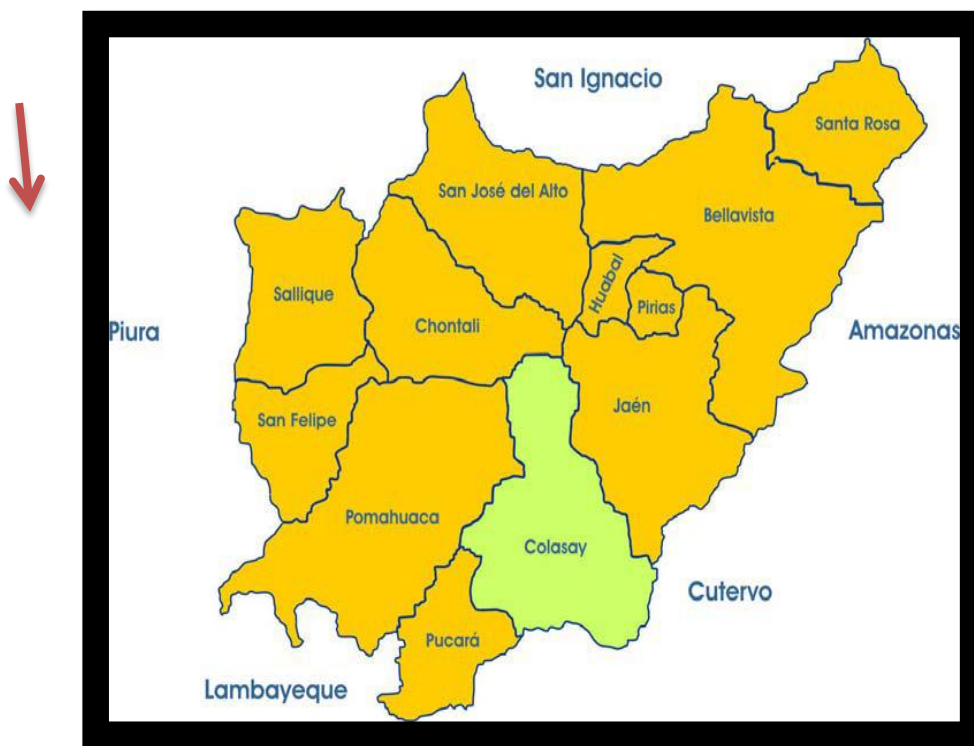 San Ignacio
Santa Rosa
San José del Alto
Bellavista
Huabal
Sallique
Pirias
Chontali
Piura
Amazonas
Jaén
San Felipe
Pomahuaca
Colasay
Cutervo
Pucará
Lambayeque